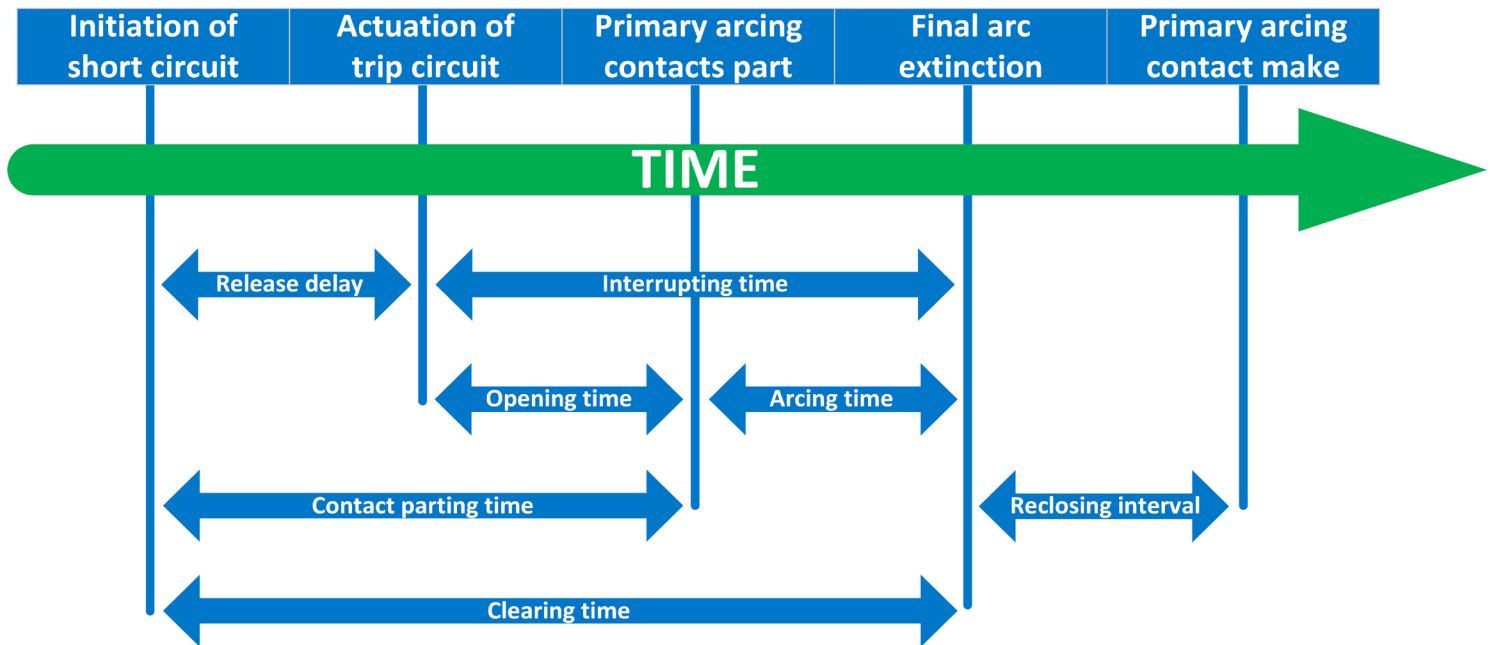 Initiation of
short circuit
Actuation of
trip circuit
Primary arcing
contacts part
Final arc
extinction
Primary arcing
contact make
TIME
Release delay
Interrupting time
Opening time
Arcing time
Contact parting time
Reclosing interval
Clearing time